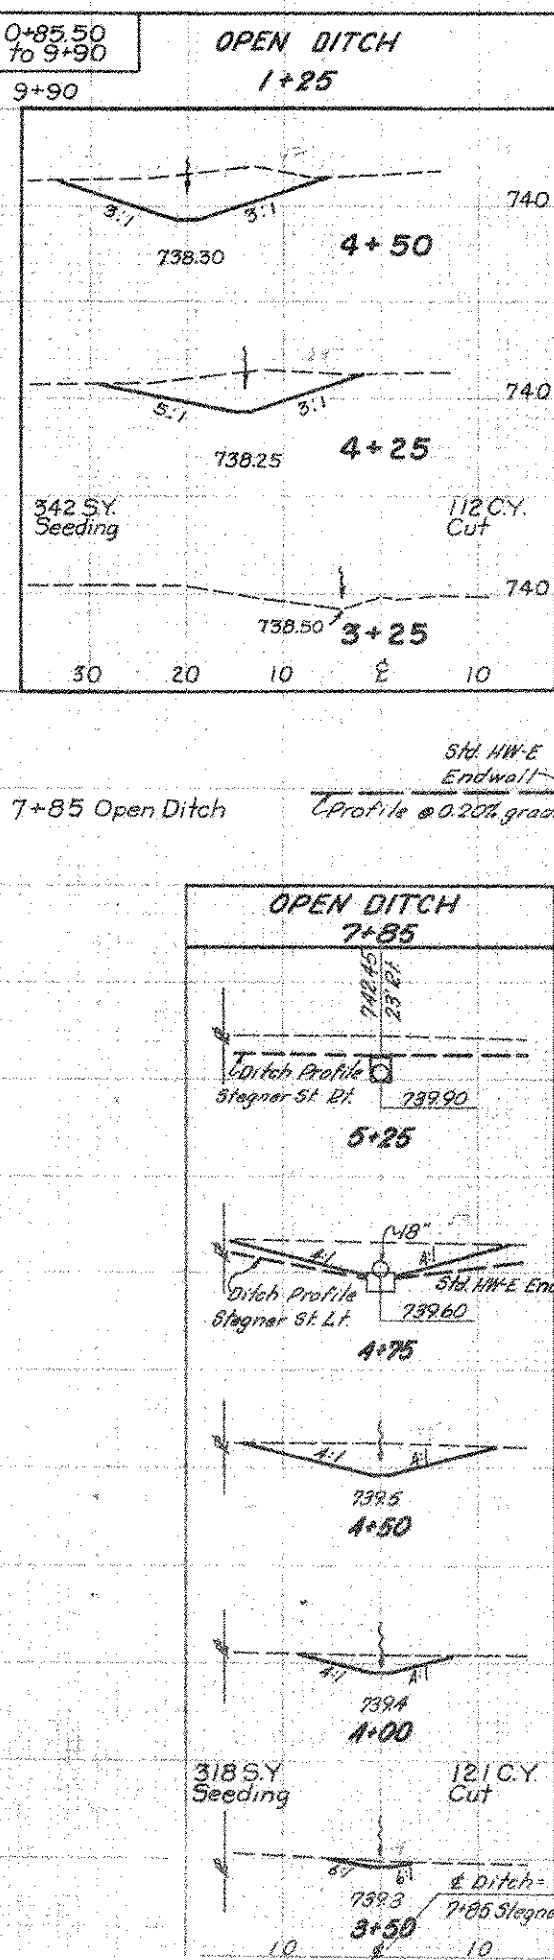 0+85.50
to 9+90
OPEN DITCH
1+25
9+90
740
3:1
3:1
738.30
4+50
740
5:1
3:1
738.25
4+25
342 S.Y.
Seeding
112 C.Y.
Cut
740
738.50
3+25
30 20 10 ⅊ 10
Std. HW-E
Endwall
7+85 Open Ditch
Profile @ 0.20% grad
OPEN DITCH
7+85
742.45
23' Rt.
Ditch Profile
Stegner St. Rt.
739.90
5+25
18"
4:1
4:1
Ditch Profile
Stegner St. Lt.
Std. HW-E End
739.60
4+75
4:1
4:1
739.5
4+50
4:1
4:1
739.4
4+00
318 S.Y.
Seeding
121 C.Y.
Cut
6:1
6:1
739.3
3+50
℄ Ditch=
7+85 Stegne
10 ℄ 10